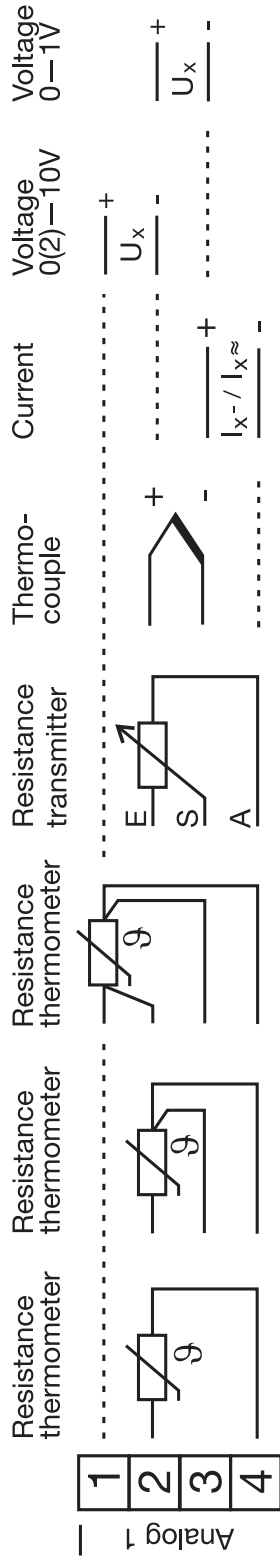 Analog 1
1
2
3
4
Resistance
thermometer
ϑ
Resistance
thermometer
ϑ
Resistance
thermometer
ϑ
Resistance
transmitter
E
S
A
Thermo-
couple
+
-
Current
+
Ix- / Ix≈
-
Voltage
0(2)—10V
+
Ux
-
Voltage
0—1V
+
Ux
-